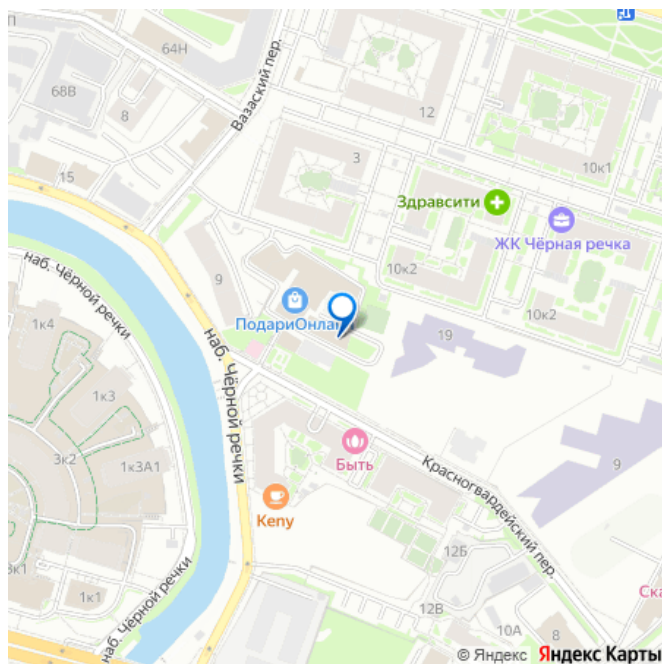 64Н
Вазаский пер.
68В
8
12
3
10к1
15
Здравсити
ЖК Чёрная речка
наб. Чёрной речки
9
10к2
ПодариОнла
10к2
1к4
наб. Чёрной речки
19
1к3
Быть
Красногвардейский пер.
3к2
1к3А1
9
Keny
12Б
наб. Чёрной речки
1к1
12В
10А
8
Ска
© Яндекс Яндекс Карты